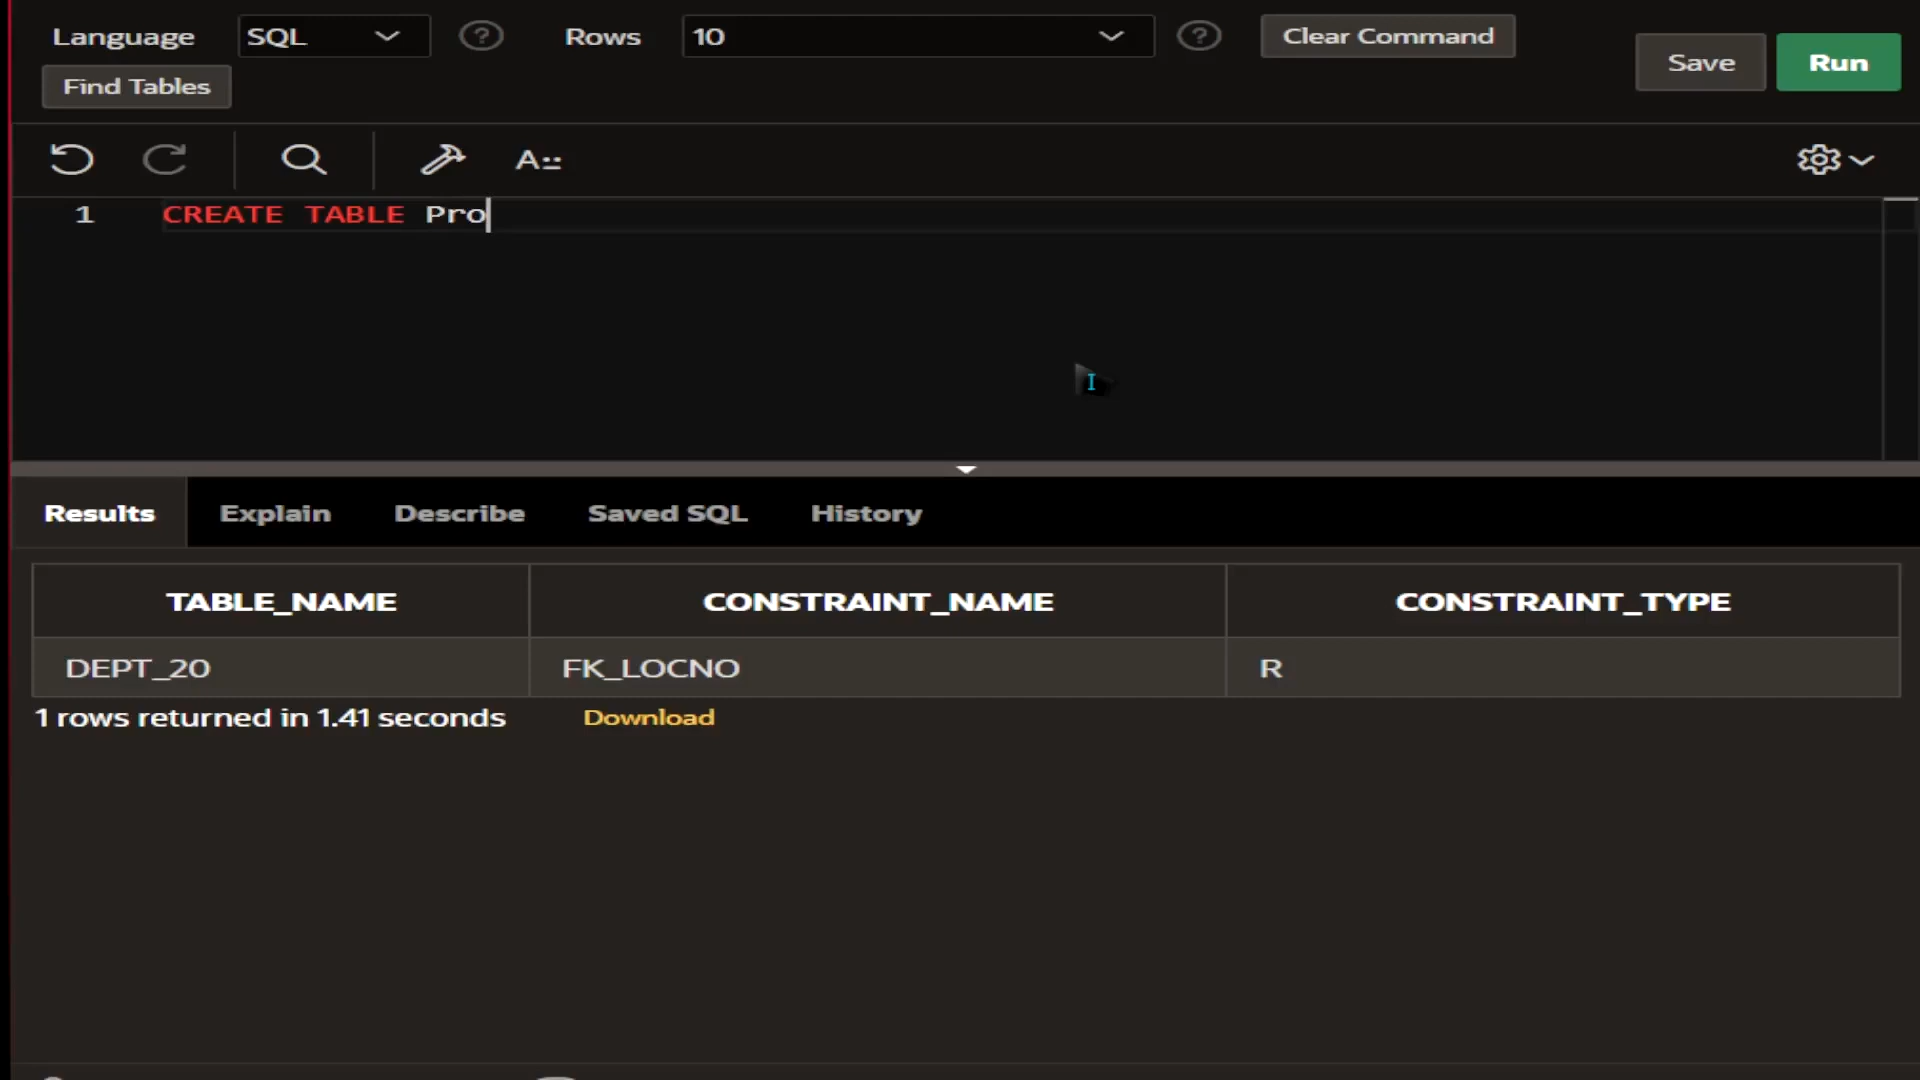 Language SQL Rows 10 Clear Command
Save Run
Find Tables
A::
1 CREATE TABLE Pro
Results Explain Describe Saved SQL History
TABLE_NAME CONSTRAINT_NAME CONSTRAINT_TYPE
DEPT_20 FK_LOCNO R
1 rows returned in 1.41 seconds Download